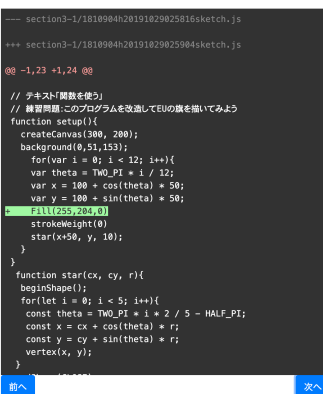 --- section3-1/1810904h20191029025816sketch.js
+++ section3-1/1810904h20191029025904sketch.js
@@ -1,23 +1,24 @@
// テキスト「関数を使う」
// 練習問題:このプログラムを改造してEUの旗を描いてみよう
function setup(){
createCanvas(300, 200);
background(0,51,153);
for(var i = 0; i < 12; i++){
var theta = TWO_PI * i / 12;
var x = 100 + cos(theta) * 50;
var y = 100 + sin(theta) * 50;
+ Fill(255,204,0)
strokeWeight(0)
star(x+50, y, 10);
}
}
function star(cx, cy, r){
beginShape();
for(let i = 0; i < 5; i++){
const theta = TWO_PI * i * 2 / 5 - HALF_PI;
const x = cx + cos(theta) * r;
const y = cy + sin(theta) * r;
vertex(x, y);
}
前へ
次へ